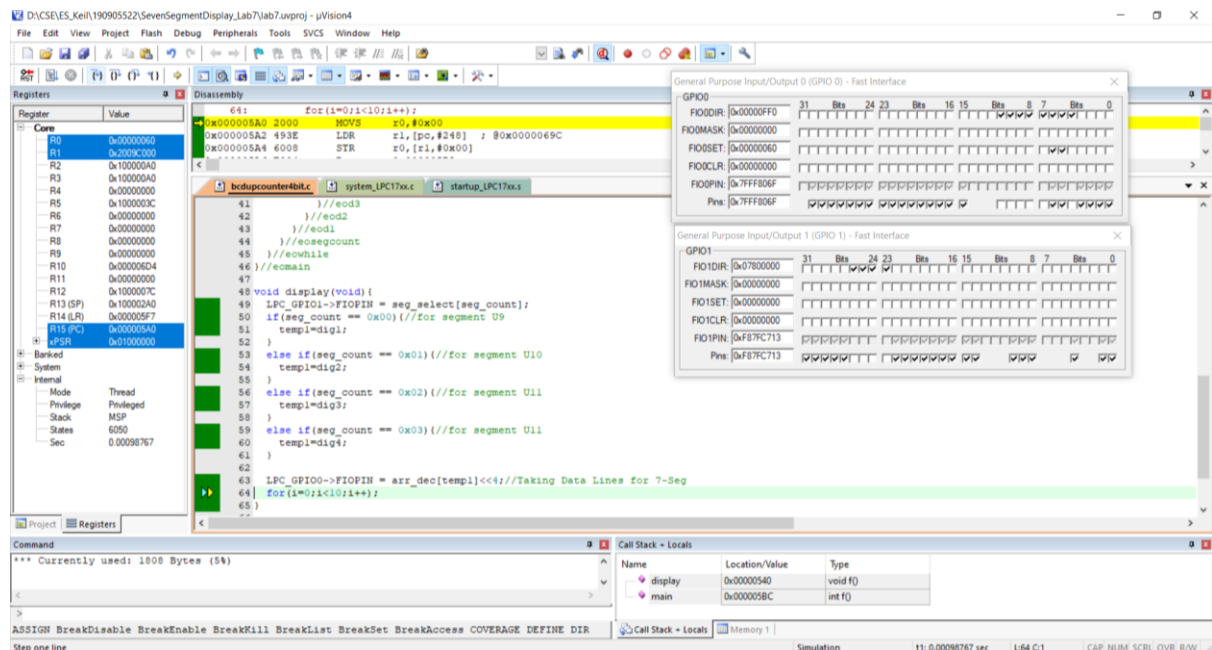 D:\CSE\ES_Keil\190905522\SevenSegmentDisplay_Lab7\lab7.uvproj - µVision4
File Edit View Project Flash Debug Peripherals Tools SVCS Window Help
Registers
Register Value
Core
R0 0x00000060
R1 0x2009C000
R2 0x100000A0
R3 0x100000A0
R4 0x00000000
R5 0x1000003C
R6 0x00000000
R7 0x00000000
R8 0x00000000
R9 0x00000000
R10 0x000006D4
R11 0x00000000
R12 0x1000007C
R13 (SP) 0x100002A0
R14 (LR) 0x000005F7
R15 (PC) 0x000005A0
xPSR 0x01000000
Banked
System
Internal
Mode Thread
Privilege Privileged
Stack MSP
States 6050
Sec 0.00098767
Project Registers
Disassembly
64: for(i=0;i<10;i++);
0x000005A0 2000 MOVS r0,#0x00
0x000005A2 493E LDR r1,[pc,#248] ; @0x0000069C
0x000005A4 6008 STR r0,[r1,#0x00]
bcdupcounter4bit.c system_LPC17xx.c startup_LPC17xx.s
41 }//eod3
42 }//eod2
43 }//eod1
44 }//eosegcount
45 }//eowhile
46 }//eomain
47
48 void display(void){
49 LPC_GPIO1->FIOPIN = seg_select[seg_count];
50 if(seg_count == 0x00){//for segment U9
51 temp1=dig1;
52 }
53 else if(seg_count == 0x01){//for segment U10
54 temp1=dig2;
55 }
56 else if(seg_count == 0x02){//for segment U11
57 temp1=dig3;
58 }
59 else if(seg_count == 0x03){//for segment U11
60 temp1=dig4;
61 }
62
63 LPC_GPIO0->FIOPIN = arr_dec[temp1]<<4;//Taking Data Lines for 7-Seg
64 for(i=0;i<10;i++);
65 }
General Purpose Input/Output 0 (GPIO 0) - Fast Interface
GPIO0
31 Bits 24 23 Bits 16 15 Bits 8 7 Bits 0
FIO0DIR: 0x00000FF0
FIO0MASK: 0x00000000
FIO0SET: 0x00000060
FIO0CLR: 0x00000000
FIO0PIN: 0x7FFF806F
Pins: 0x7FFF806F
General Purpose Input/Output 1 (GPIO 1) - Fast Interface
GPIO1
31 Bits 24 23 Bits 16 15 Bits 8 7 Bits 0
FIO1DIR: 0x07800000
FIO1MASK: 0x00000000
FIO1SET: 0x00000000
FIO1CLR: 0x00000000
FIO1PIN: 0xF87FC713
Pins: 0xF87FC713
Command
*** Currently used: 1808 Bytes (5%)
>
ASSIGN BreakDisable BreakEnable BreakKill BreakList BreakSet BreakAccess COVERAGE DEFINE DIR
Call Stack + Locals
Name Location/Value Type
display 0x00000540 void f()
main 0x000005BC int f()
Call Stack + Locals Memory 1
Step one line Simulation t1: 0.00098767 sec L:64 C:1 CAP NUM SCRL OVR R/W